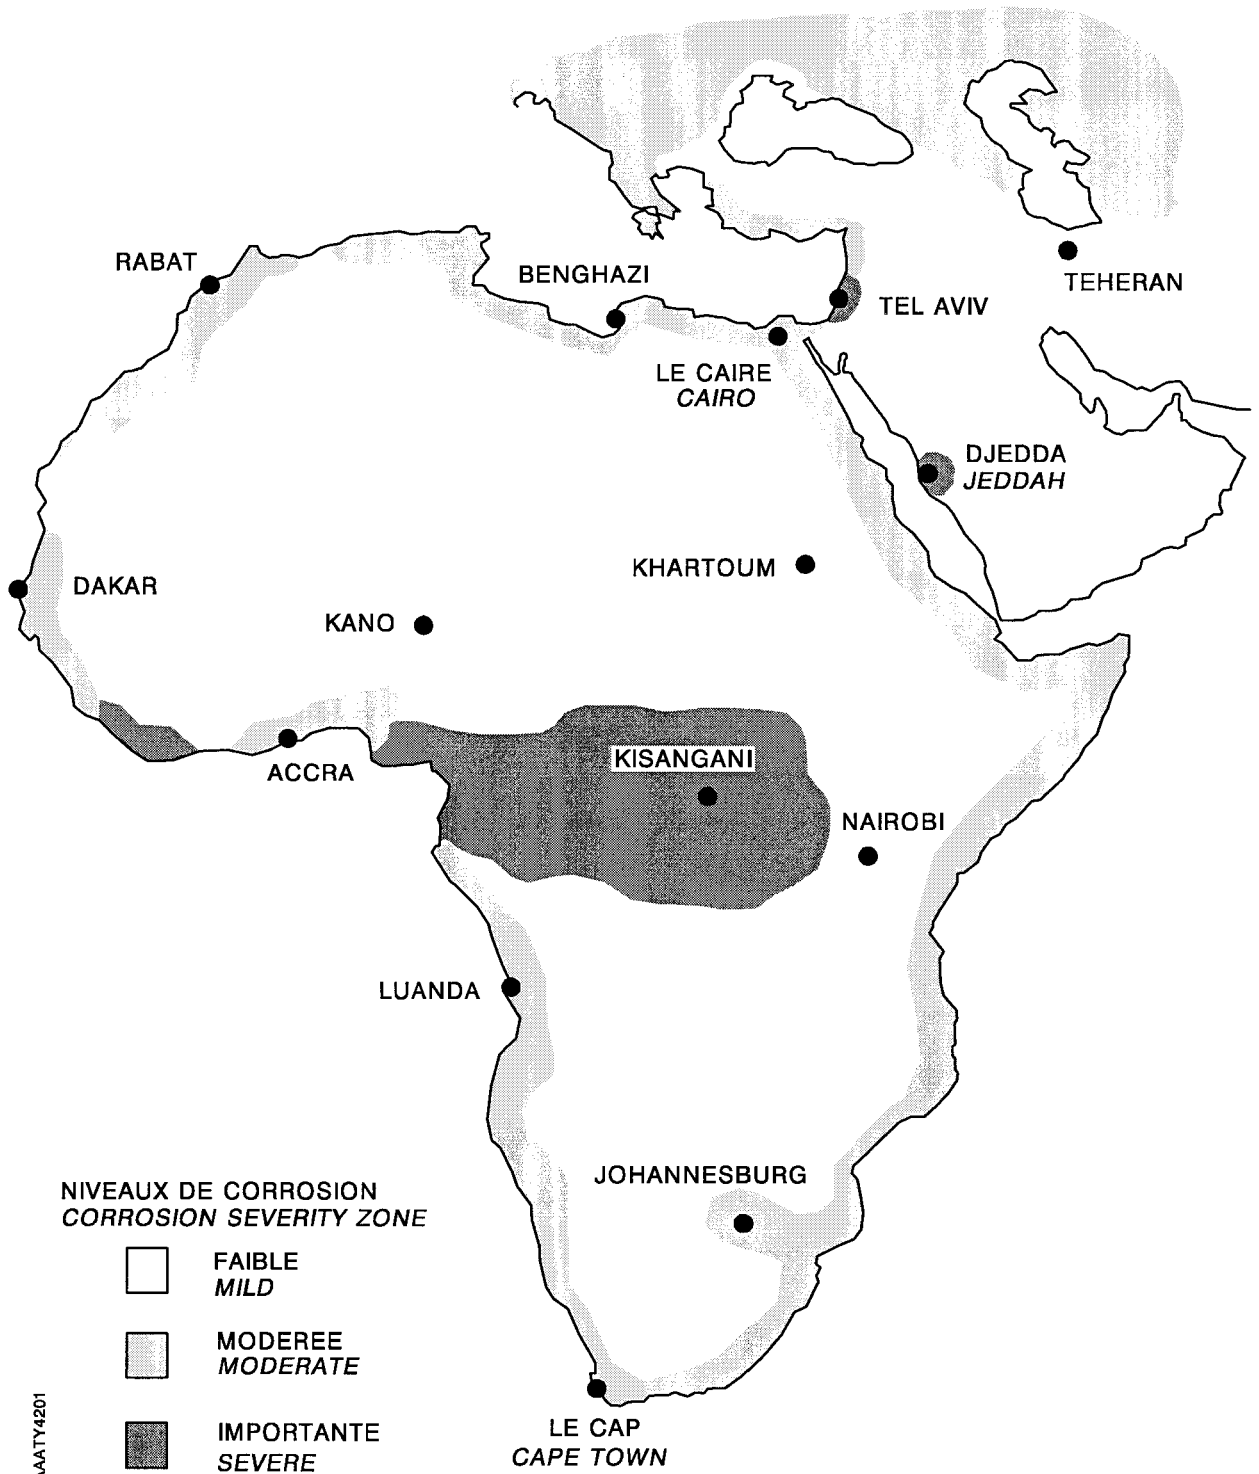 RABAT
BENGHAZI
TEHERAN
TEL AVIV
LE CAIRE
CAIRO
DJEDDA
JEDDAH
KHARTOUM
DAKAR
KANO
KISANGANI
ACCRA
NAIROBI
LUANDA
JOHANNESBURG
NIVEAUX DE CORROSION
CORROSION SEVERITY ZONE
FAIBLE
MILD
MODEREE
MODERATE
IMPORTANTE
SEVERE
LE CAP
CAPE TOWN
AATY4201